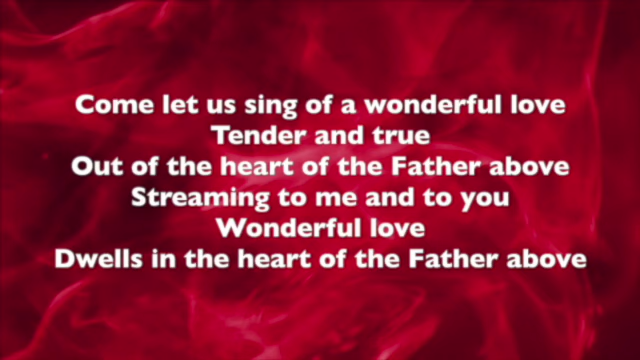 Come let us sing of a wonderful love
Tender and true
Out of the heart of the Father above
Streaming to me and to you
Wonderful love
Dwells in the heart of the Father above